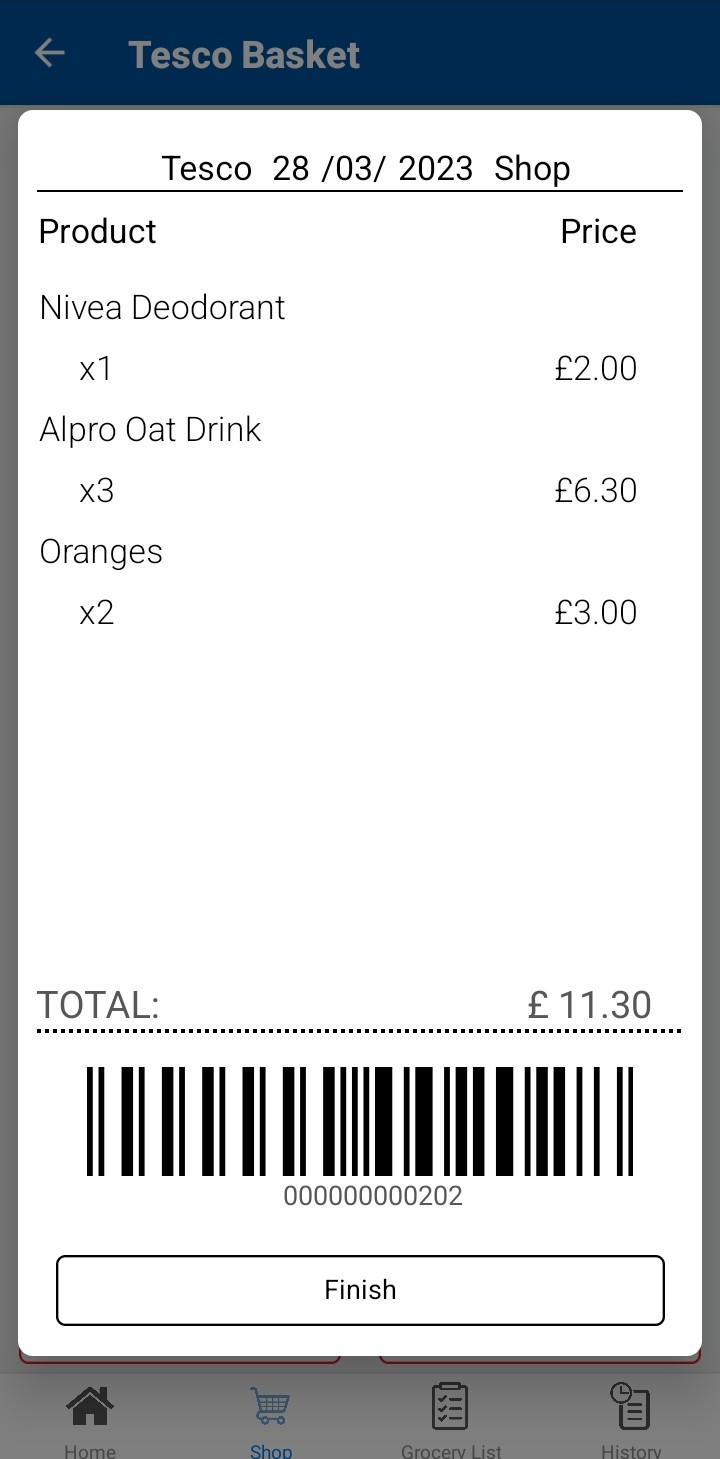 Tesco Basket
Tesco 28 /03/ 2023 Shop
Product Price
Nivea Deodorant
x1 £2.00
Alpro Oat Drink
x3 £6.30
Oranges
x2 £3.00
TOTAL: £ 11.30
000000000202
Finish
Home Shop Grocery List History